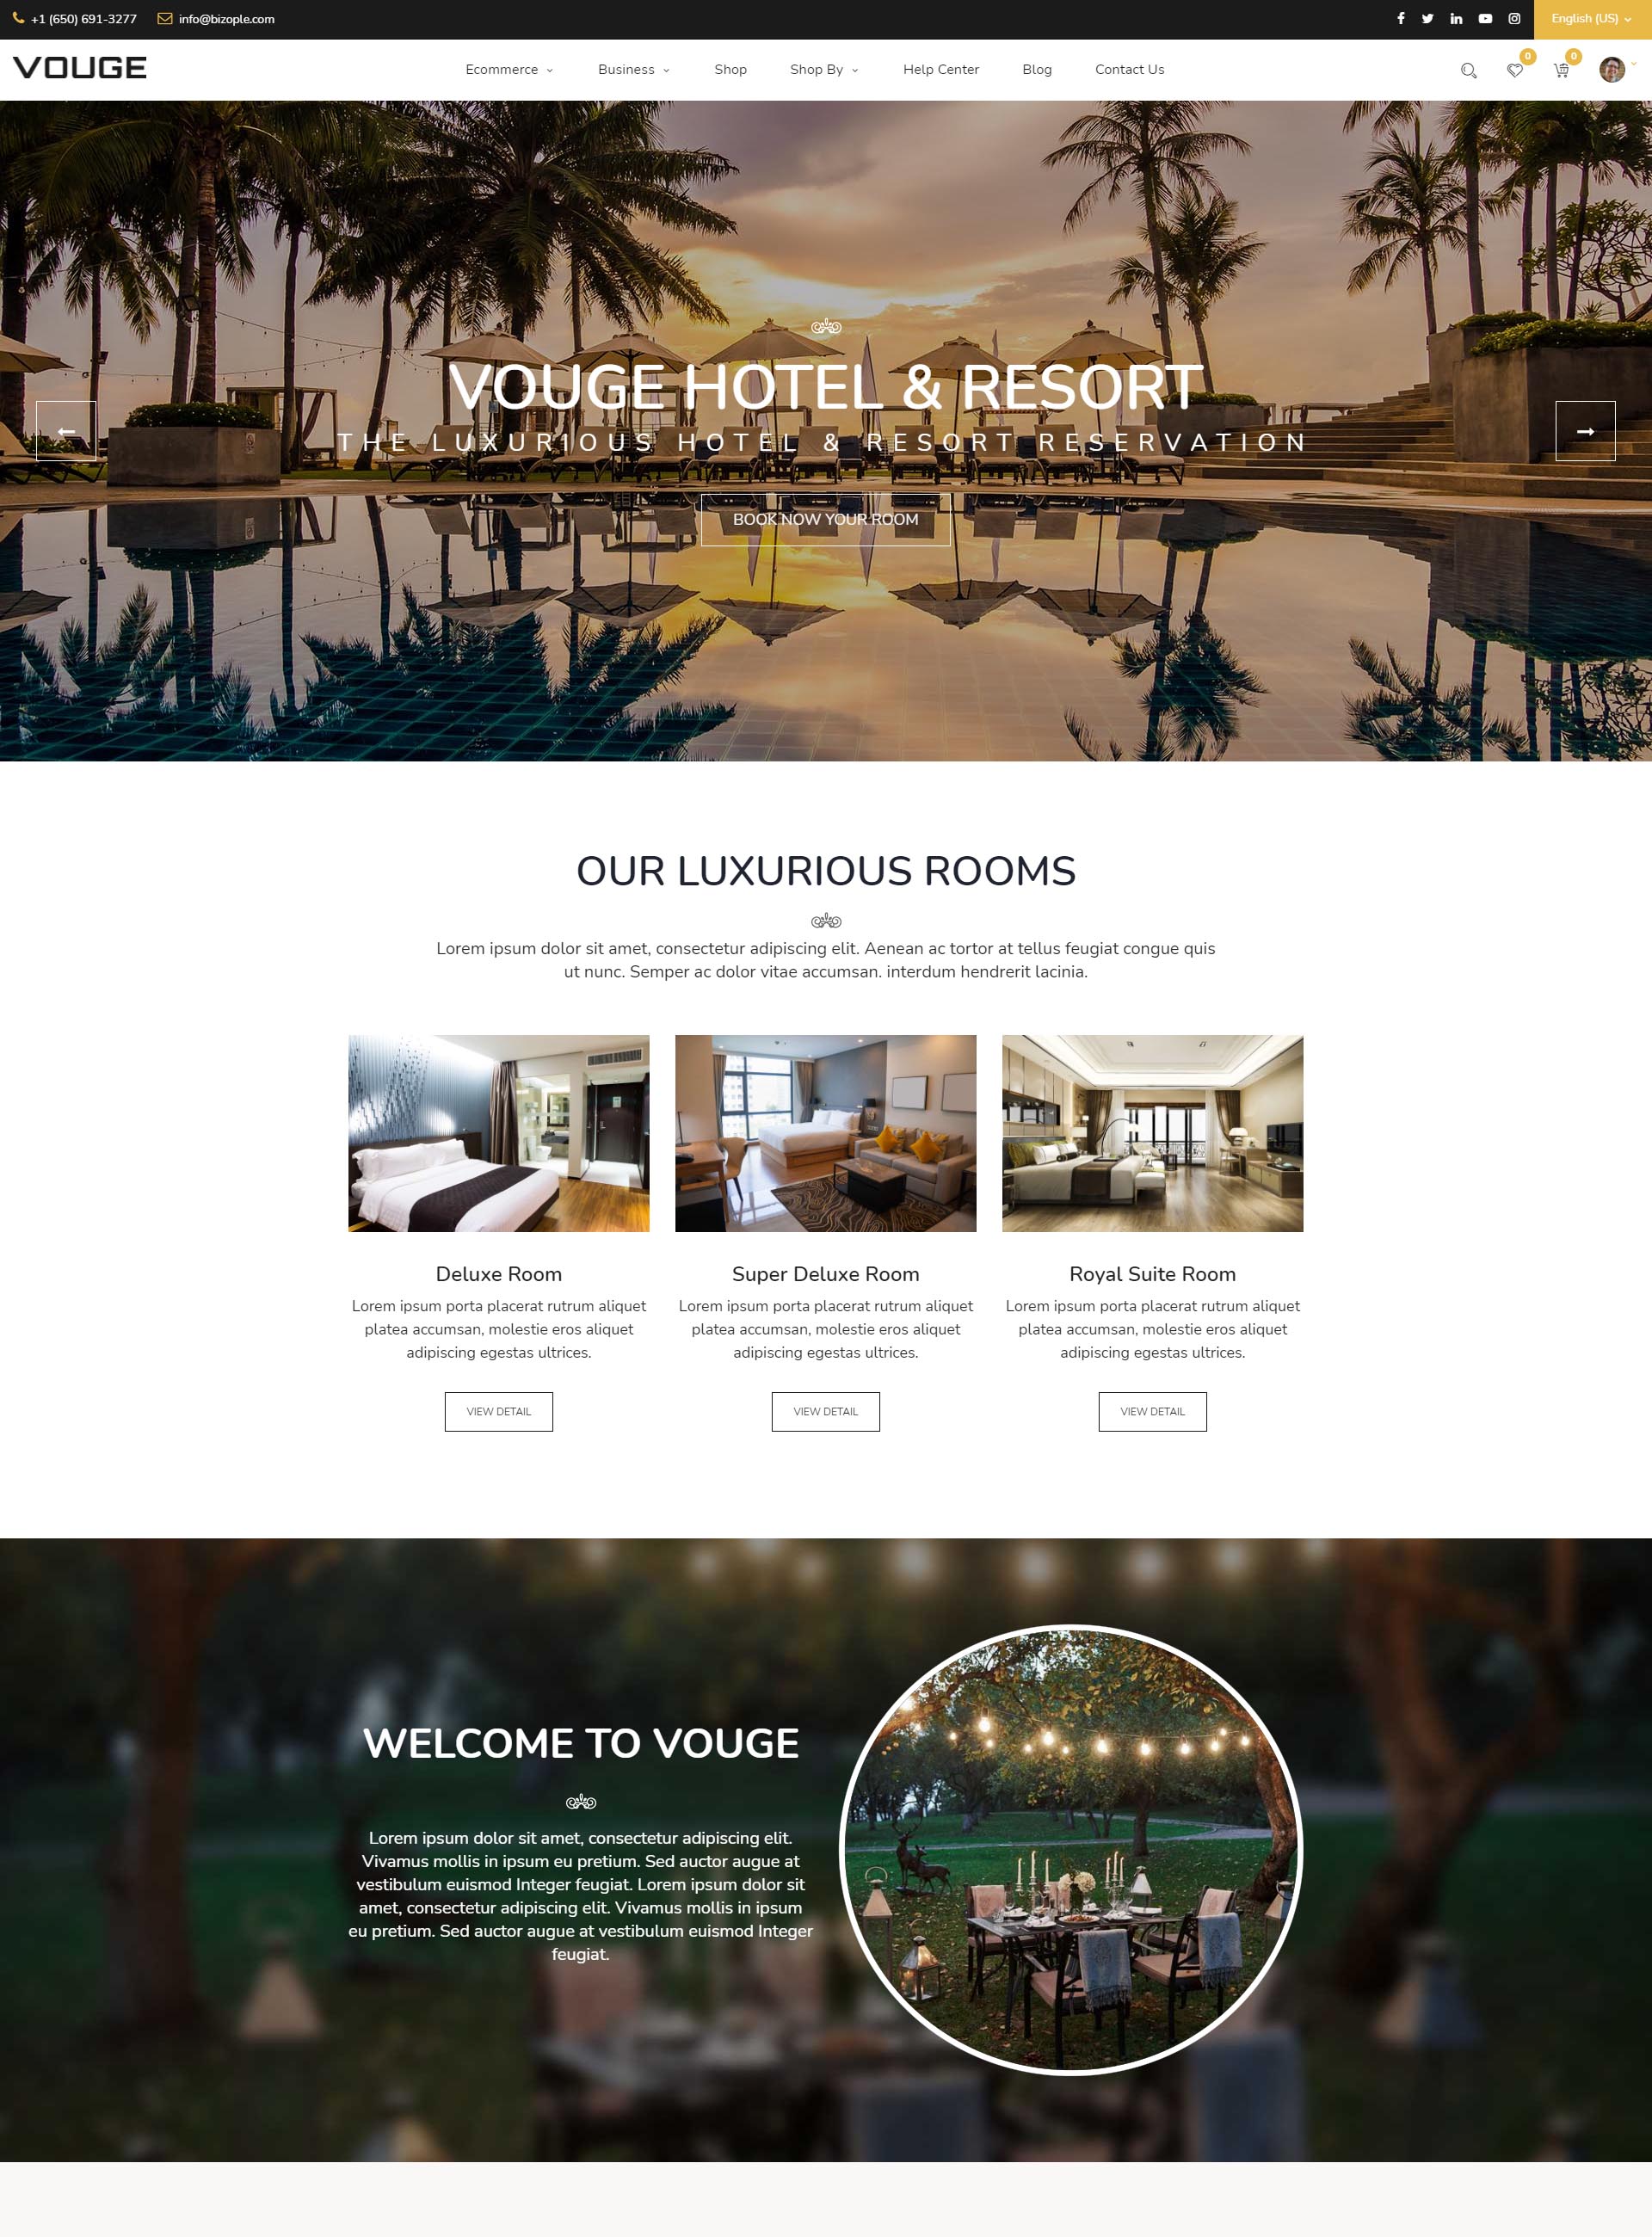 +1 (650) 691-3277 info@bizople.com English (US)
VOUGE Ecommerce Business Shop Shop By Help Center Blog Contact Us 0 0
VOUGE HOTEL & RESORT
THE LUXURIOUS HOTEL & RESORT RESERVATION
BOOK NOW YOUR ROOM
OUR LUXURIOUS ROOMS
Lorem ipsum dolor sit amet, consectetur adipiscing elit. Aenean ac tortor at tellus feugiat congue quis
ut nunc. Semper ac dolor vitae accumsan. interdum hendrerit lacinia.
Deluxe Room
Lorem ipsum porta placerat rutrum aliquet
platea accumsan, molestie eros aliquet
adipiscing egestas ultrices.
VIEW DETAIL
Super Deluxe Room
Lorem ipsum porta placerat rutrum aliquet
platea accumsan, molestie eros aliquet
adipiscing egestas ultrices.
VIEW DETAIL
Royal Suite Room
Lorem ipsum porta placerat rutrum aliquet
platea accumsan, molestie eros aliquet
adipiscing egestas ultrices.
VIEW DETAIL
WELCOME TO VOUGE
Lorem ipsum dolor sit amet, consectetur adipiscing elit.
Vivamus mollis in ipsum eu pretium. Sed auctor augue at
vestibulum euismod Integer feugiat. Lorem ipsum dolor sit
amet, consectetur adipiscing elit. Vivamus mollis in ipsum
eu pretium. Sed auctor augue at vestibulum euismod Integer
feugiat.